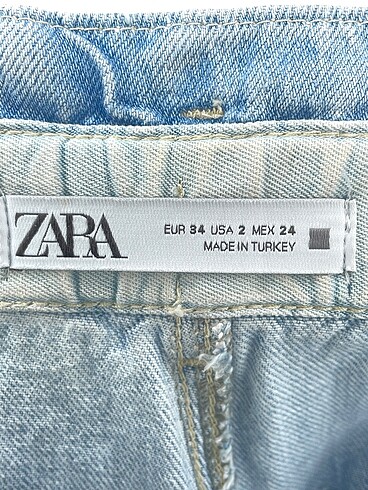 ZARA
EUR 34 USA 2 MEX 24
MADE IN TURKEY